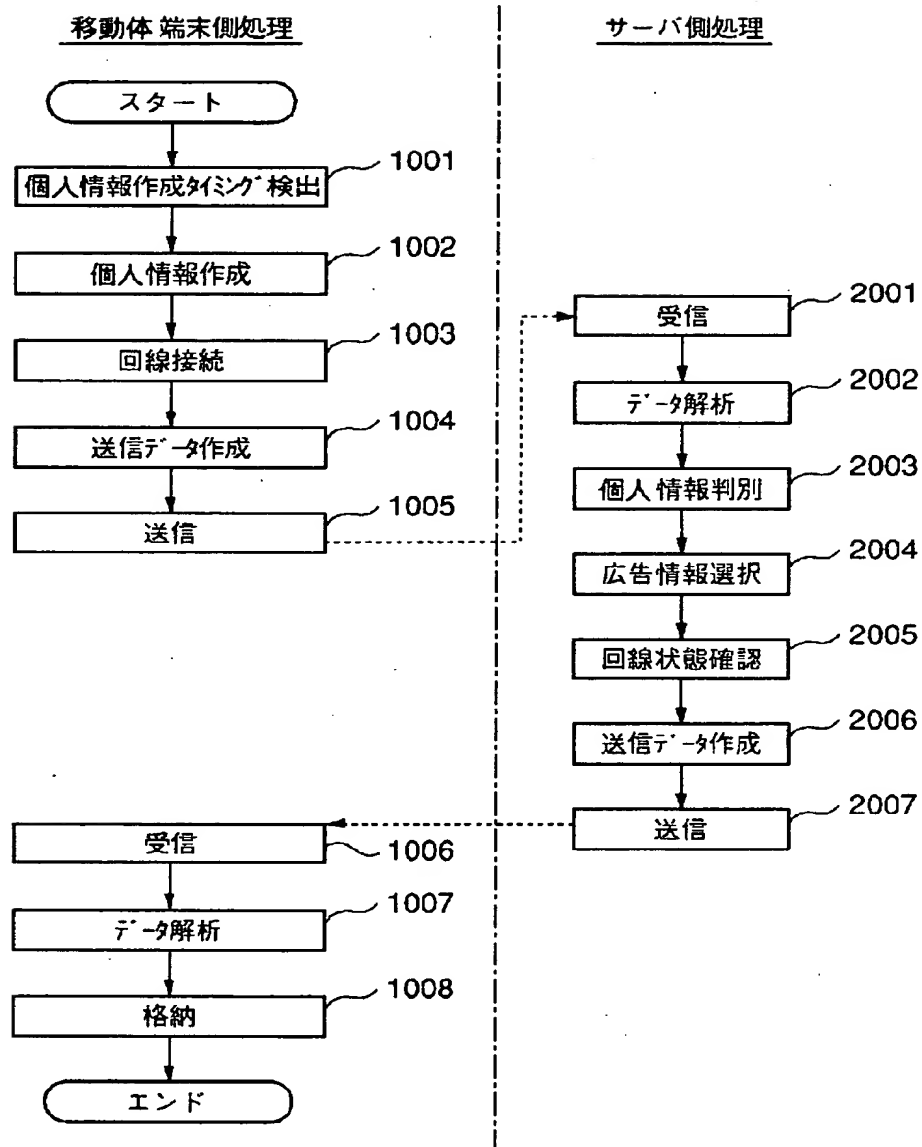 移動体端末側処理
スタート
1001
個人情報作成ﾀｲﾐﾝｸﾞ検出
1002
個人情報作成
1003
回線接続
1004
送信ﾃﾞｰﾀ作成
1005
送信
サーバ側処理
2001
受信
2002
ﾃﾞｰﾀ解析
2003
個人情報判別
2004
広告情報選択
2005
回線状態確認
2006
送信ﾃﾞｰﾀ作成
2007
送信
受信
1006
1007
ﾃﾞｰﾀ解析
1008
格納
エンド